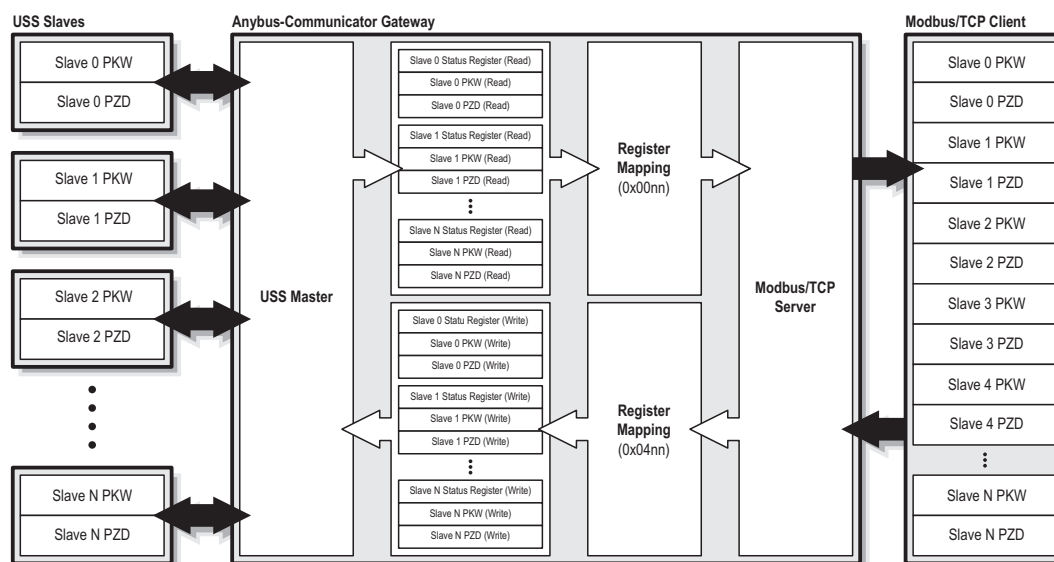 USS Slaves
Slave 0 PKW
Slave 0 PZD
Slave 1 PKW
Slave 1 PZD
Slave 2 PKW
Slave 2 PZD
Slave N PKW
Slave N PZD
Anybus-Communicator Gateway
USS Master
Slave 0 Status Register (Read)
Slave 0 PKW (Read)
Slave 0 PZD (Read)
Slave 1 Status Register (Read)
Slave 1 PKW (Read)
Slave 1 PZD (Read)
Slave N Status Register (Read)
Slave N PKW (Read)
Slave N PZD (Read)
Slave 0 Statu Register (Write)
Slave 0 PKW (Write)
Slave 0 PZD (Write)
Slave 1 Status Register (Write)
Slave 1 PKW (Write)
Slave 1 PZD (Write)
Slave N Status Register (Write)
Slave N PKW (Write)
Slave N PZD (Write)
Register
Mapping
(0x00nn)
Register
Mapping
(0x04nn)
Modbus/TCP
Server
Modbus/TCP Client
Slave 0 PKW
Slave 0 PZD
Slave 1 PKW
Slave 1 PZD
Slave 2 PKW
Slave 2 PZD
Slave 3 PKW
Slave 3 PZD
Slave 4 PKW
Slave 4 PZD
Slave N PKW
Slave N PZD